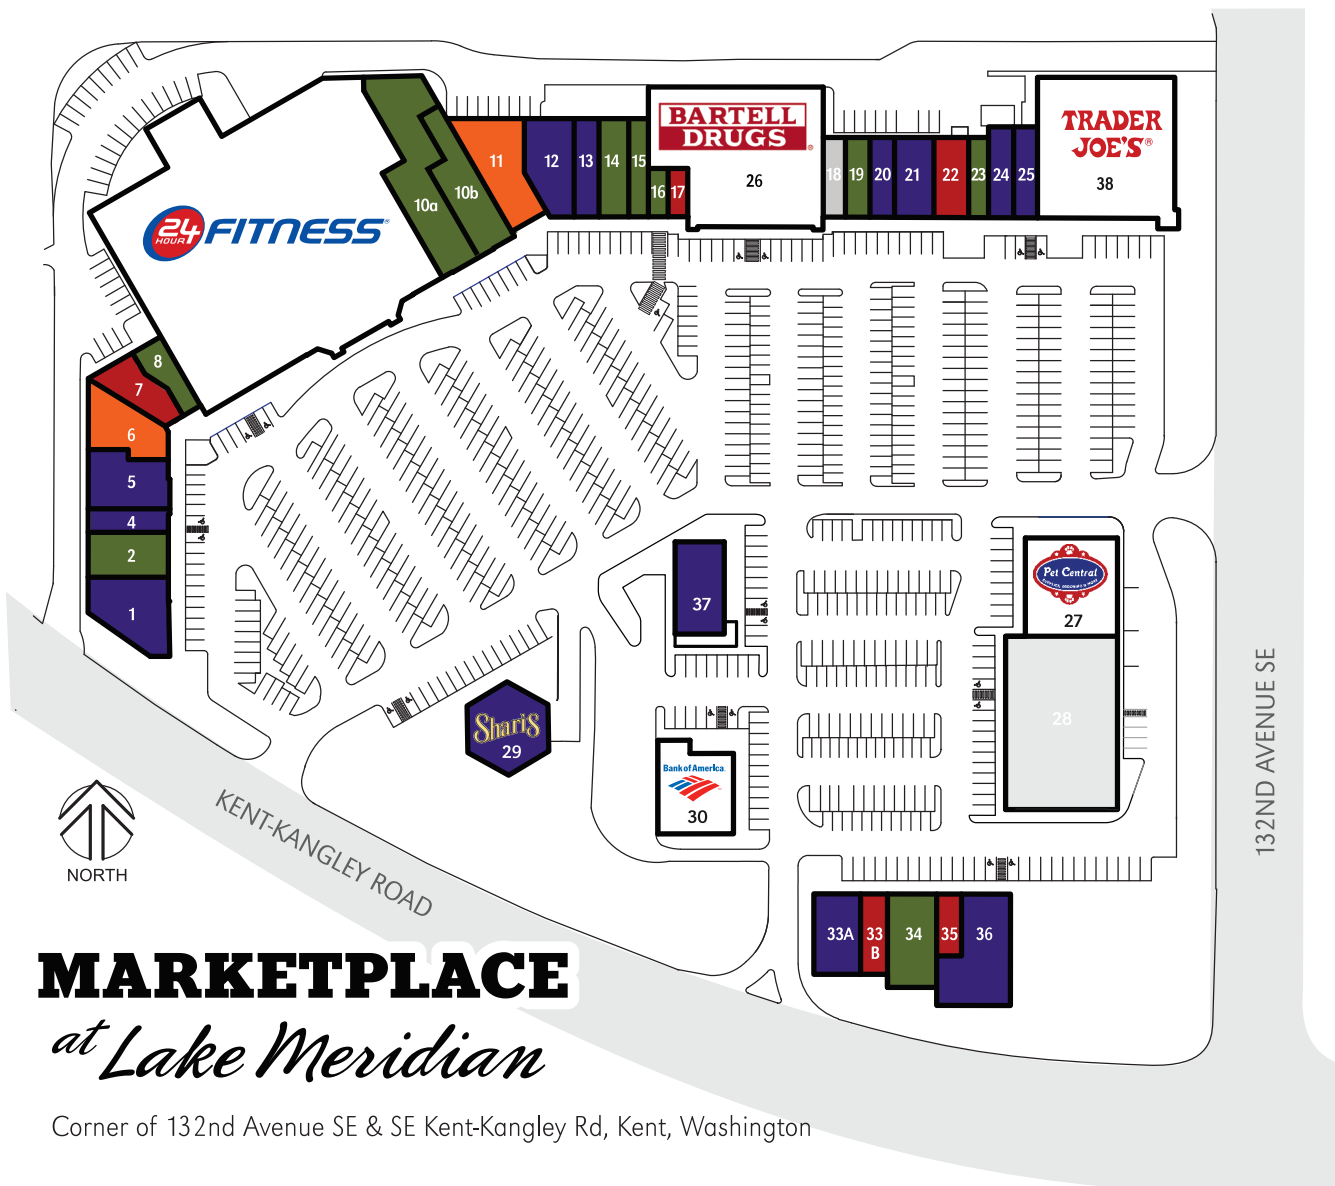 BARTELL
DRUGS®
26
TRADER
JOE'S®
38
24
HOUR
FITNESS®
10a
10b
11
12
13
14
15
16
17
18
19
20
21
22
23
24
25
8
7
6
5
4
2
1
37
Pet Central
27
28
Shari's
29
Bank of America
30
33A
33
B
34
35
36
132ND AVENUE SE
KENT-KANGLEY ROAD
NORTH
MARKETPLACE
at Lake Meridian
Corner of 132nd Avenue SE & SE Kent-Kangley Rd, Kent, Washington